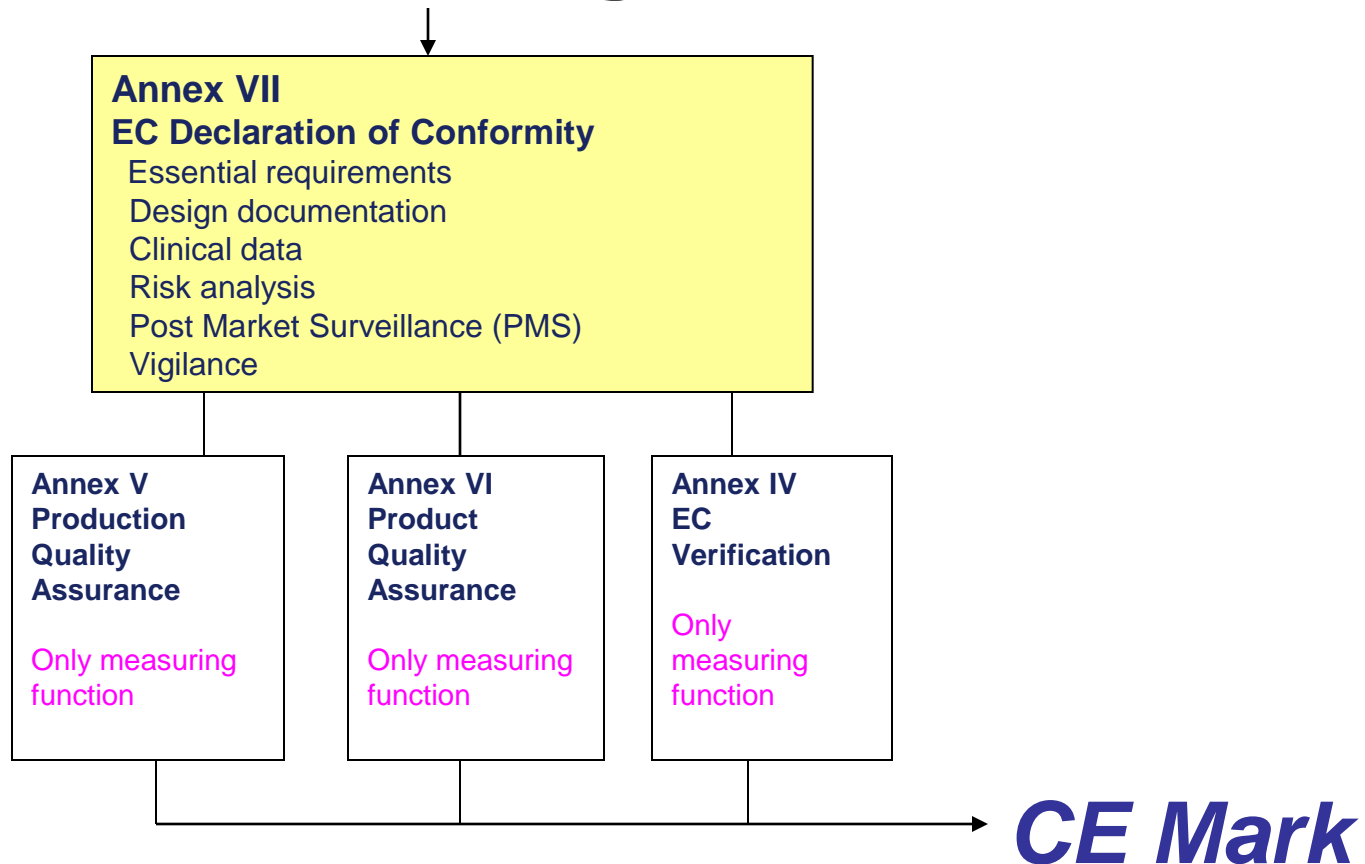 Annex VII
EC Declaration of Conformity
Essential requirements
Design documentation
Clinical data
Risk analysis
Post Market Surveillance (PMS)
Vigilance
Annex V
Production
Quality
Assurance
Only measuring
function
Annex VI
Product
Quality
Assurance
Only measuring
function
Annex IV
EC
Verification
Only
measuring
function
CE Mark